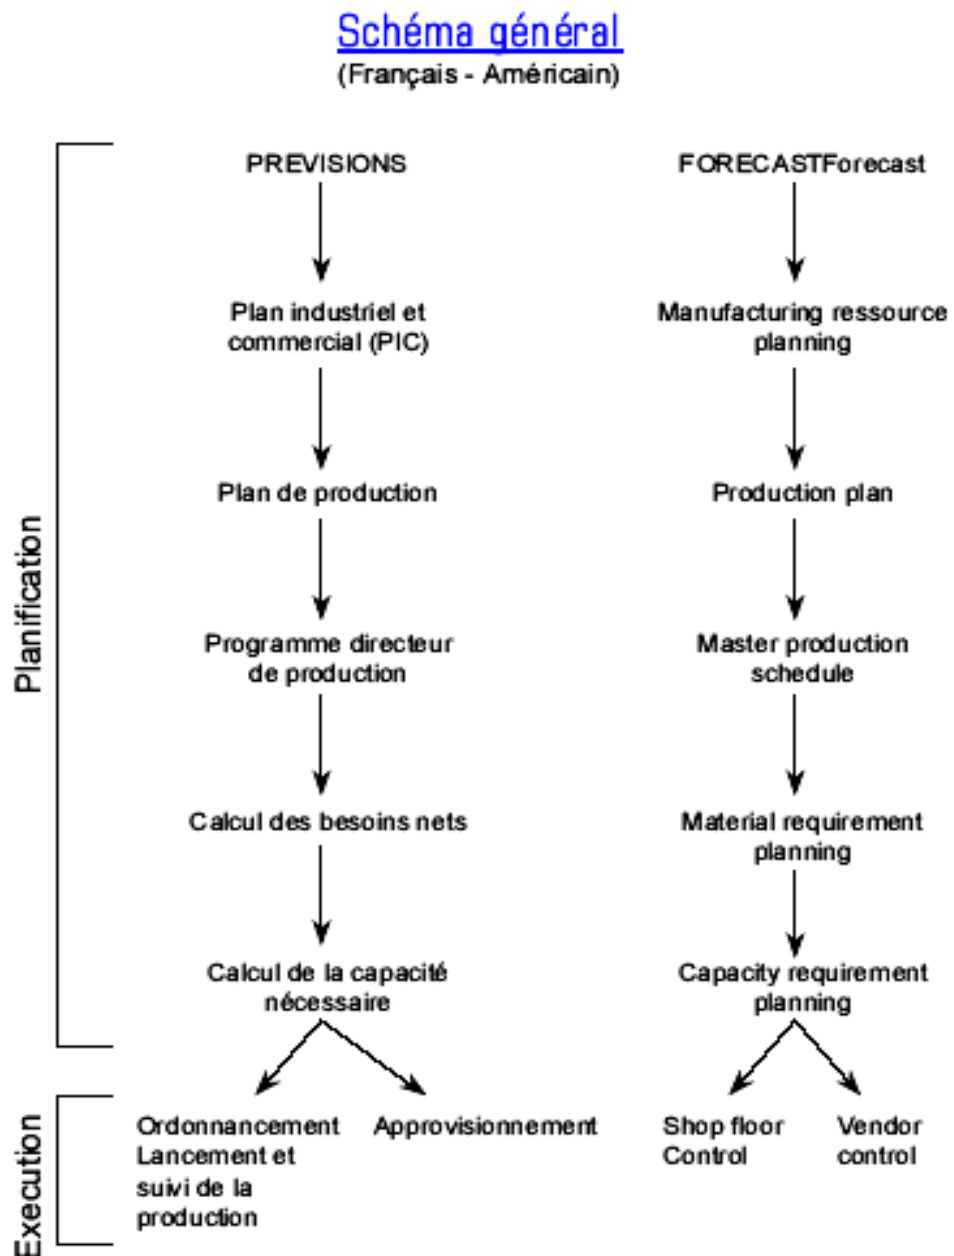 Schéma général
(Français - Américain)
Planification
PREVISIONS
FORECASTForecast
Plan industriel et
commercial (PIC)
Manufacturing ressource
planning
Plan de production
Production plan
Programme directeur
de production
Master production
schedule
Calcul des besoins nets
Material requirement
planning
Calcul de la capacité
nécessaire
Capacity requirement
planning
Execution
Ordonnancement
Lancement et
suivi de la
production
Approvisionnement
Shop floor
Control
Vendor
control